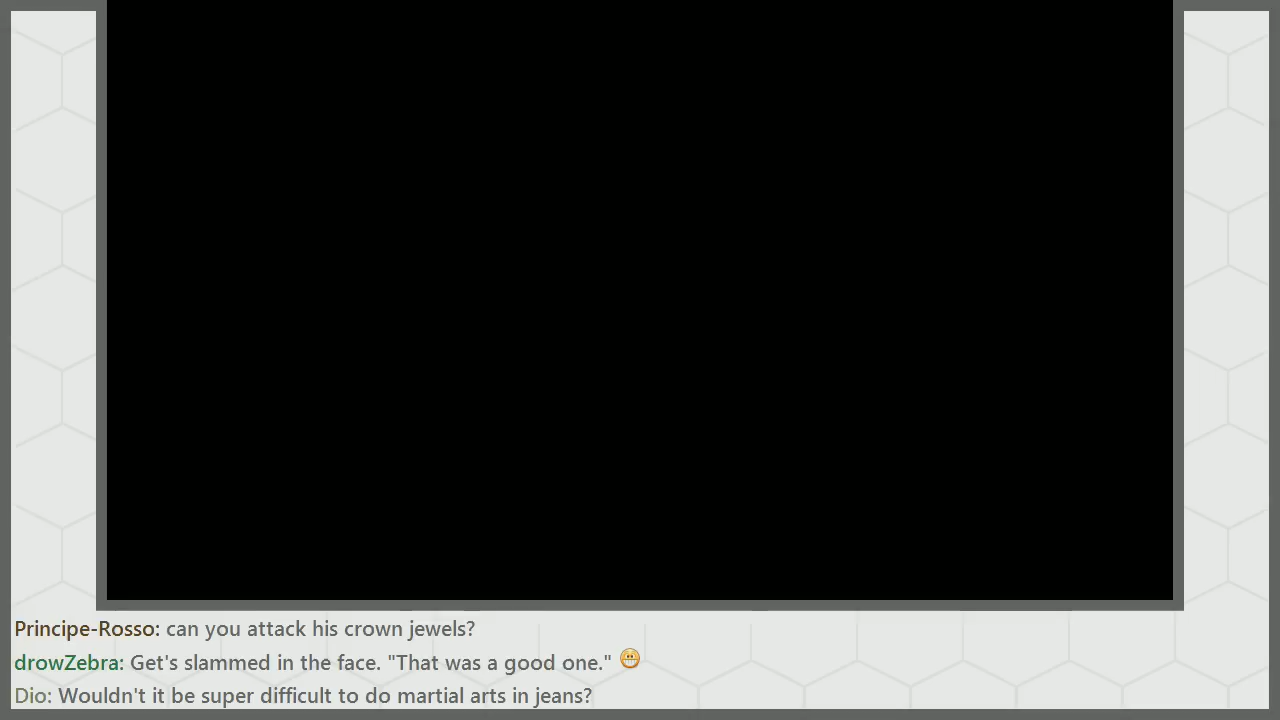 Principe-Rosso: can you attack his crown jewels?
drowZebra: Get's slammed in the face. "That was a good one." 😬
Dio: Wouldn't it be super difficult to do martial arts in jeans?